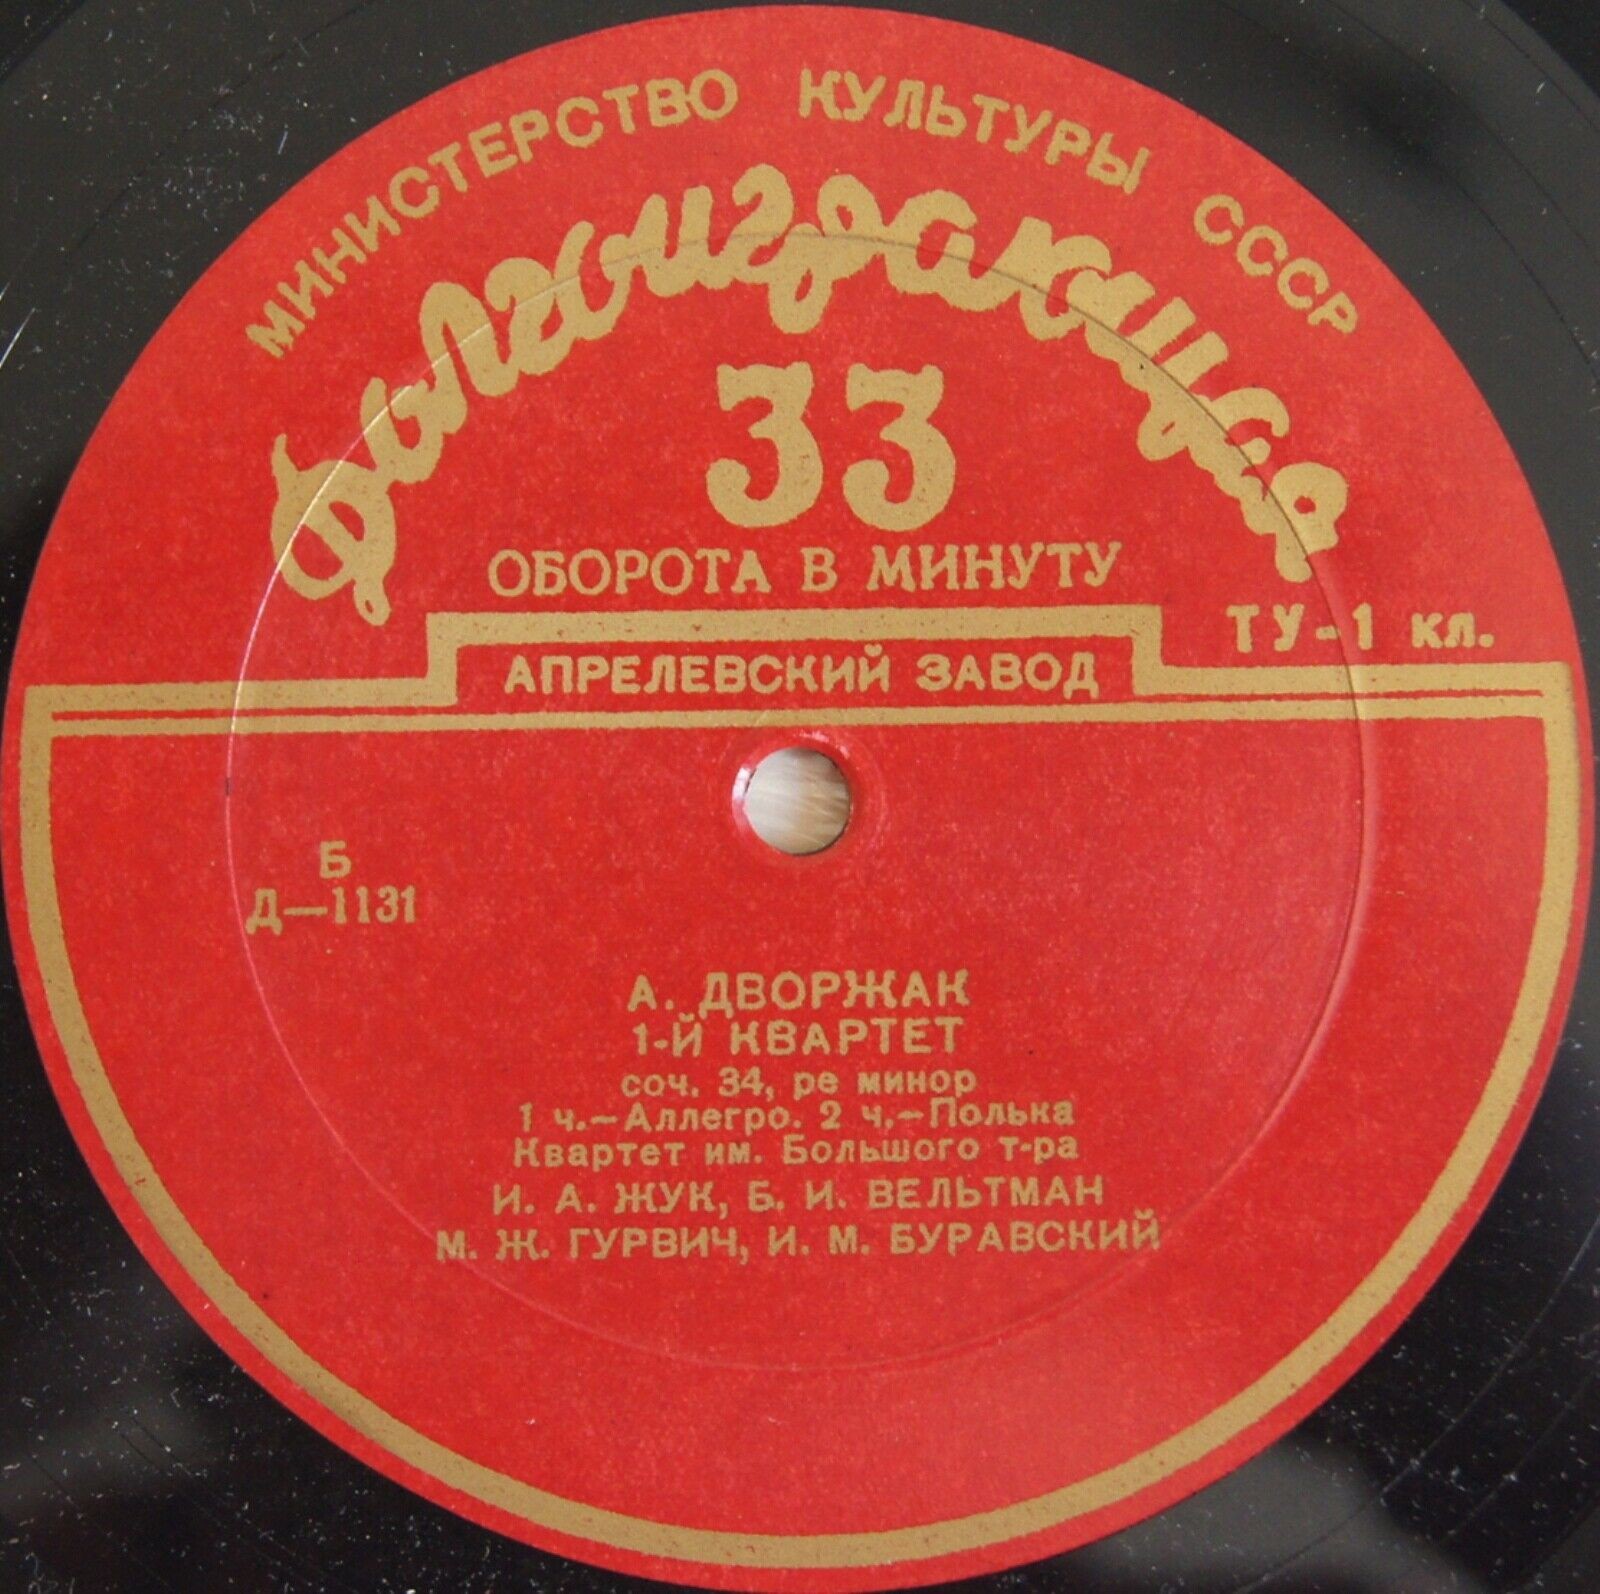 МИНИСТЕРСТВО КУЛЬТУРЫ СССР
Долгоиграющая
33
ОБОРОТА В МИНУТУ
ТУ-1 кл.
АПРЕЛЕВСКИЙ ЗАВОД
Б
Д—1131
А. ДВОРЖАК
1-Й КВАРТЕТ
соч. 34, ре минор
1 ч.—Аллегро. 2 ч.—Полька
Квартет им. Большого т-ра
И. А. ЖУК, Б. И. ВЕЛЬТМАН
М. Ж. ГУРВИЧ, И. М. БУРАВСКИЙ